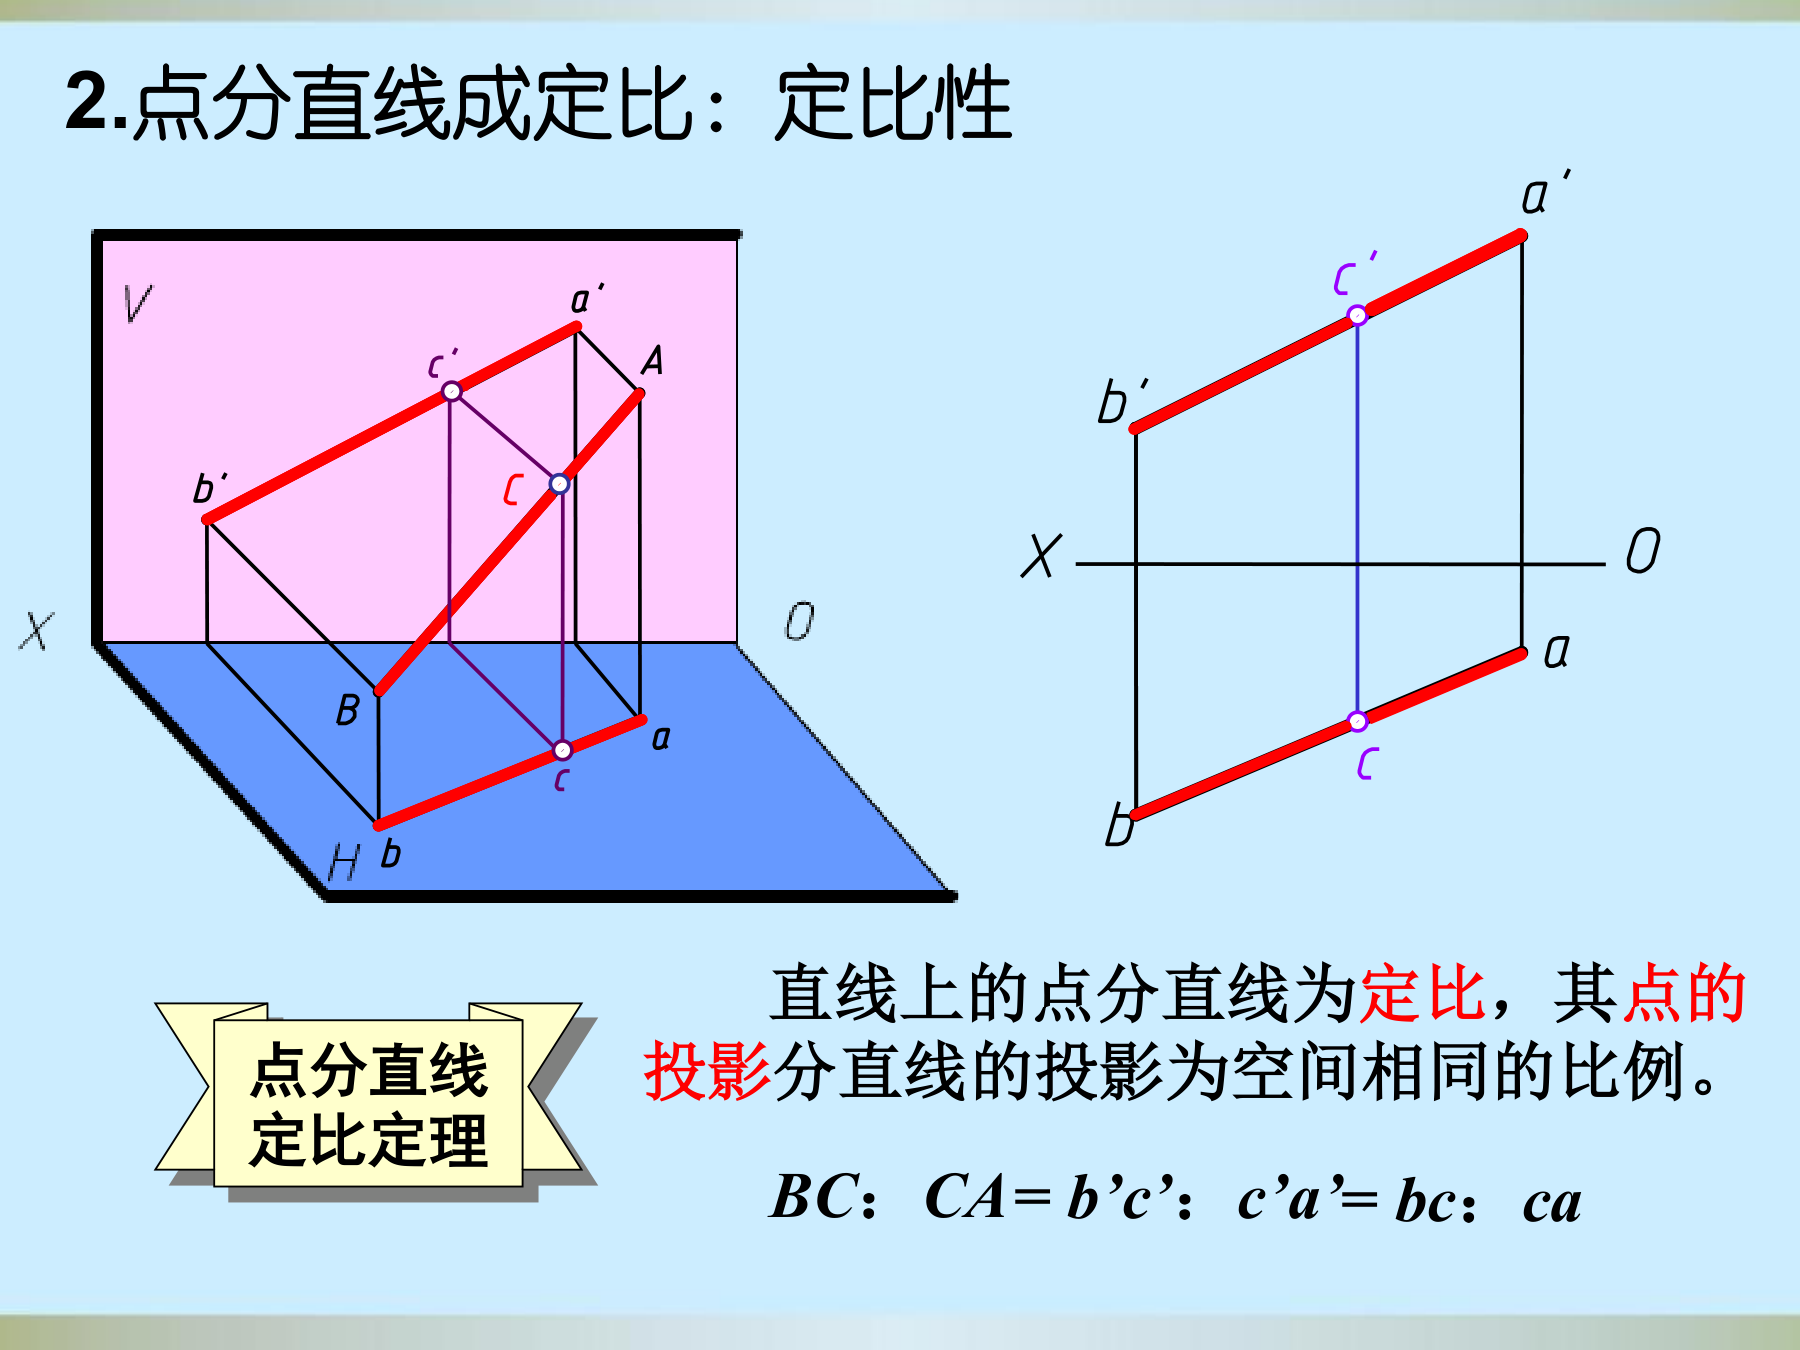 2.点分直线成定比：定比性
V
a′
A
c′
C
b′
X
O
B
a
c
H
b
a′
c′
b′
X
O
a
c
b
直线上的点分直线为定比，其点的
投影分直线的投影为空间相同的比例。
点分直线
定比定理
BC：CA= b’c’：c’a’= bc：ca